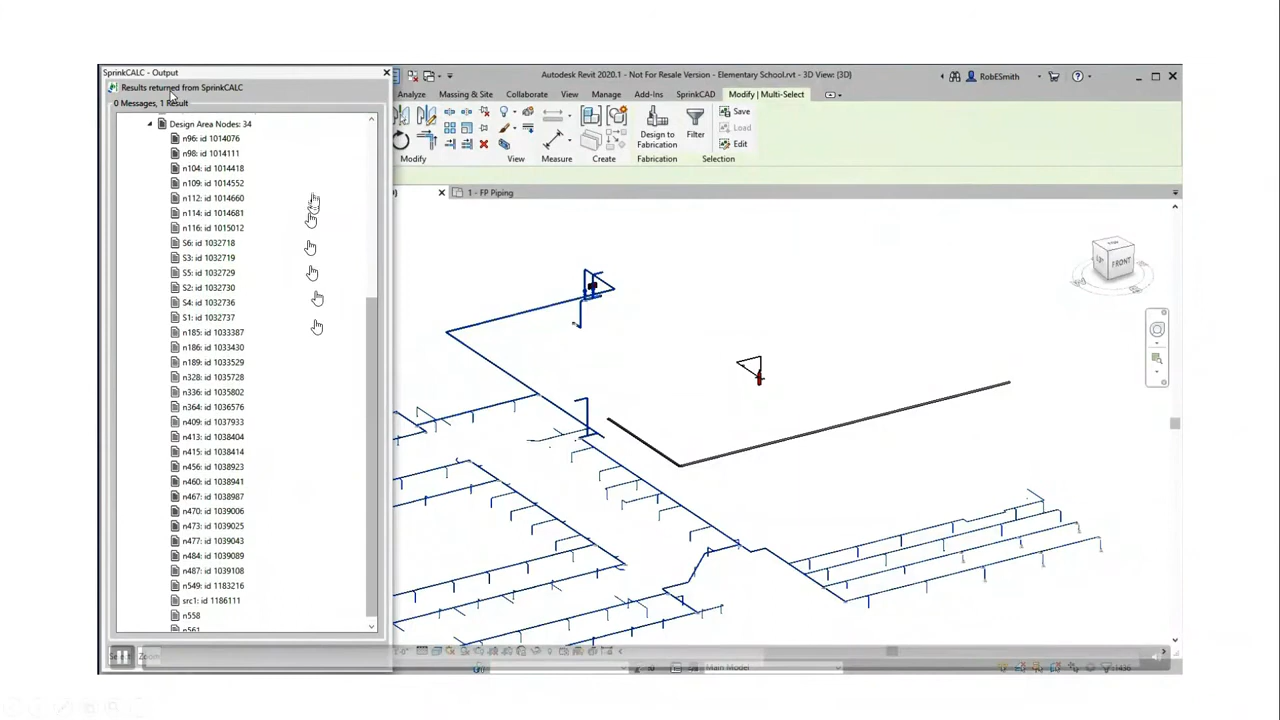 SprinkCALC - Output
Results returned from SprinkCALC
0 Messages, 1 Result
Design Area Nodes: 34
n96: id 1014076
n98: id 1014111
n104: id 1014418
n109: id 1014552
n112: id 1014660
n114: id 1014681
n116: id 1015012
S6: id 1032718
S3: id 1032719
S5: id 1032729
S2: id 1032730
S4: id 1032736
S1: id 1032737
n185: id 1033387
n186: id 1033430
n189: id 1033529
n328: id 1035728
n336: id 1035802
n364: id 1036576
n409: id 1037933
n413: id 1038404
n415: id 1038414
n456: id 1038923
n460: id 1038941
n467: id 1038987
n470: id 1039006
n473: id 1039025
n477: id 1039043
n484: id 1039089
n487: id 1039108
n549: id 1183216
src1: id 1186111
n558
n561
Autodesk Revit 2020.1 - Not For Resale Version - Elementary School.rvt - 3D View: {3D}
RobESmith
Analyze Massing & Site Collaborate View Manage Add-Ins SprinkCAD Modify | Multi-Select
Save
Load
Edit
Design to Fabrication
Filter
Modify View Measure Create Fabrication Selection
1 - FP Piping
FRONT
Main Model